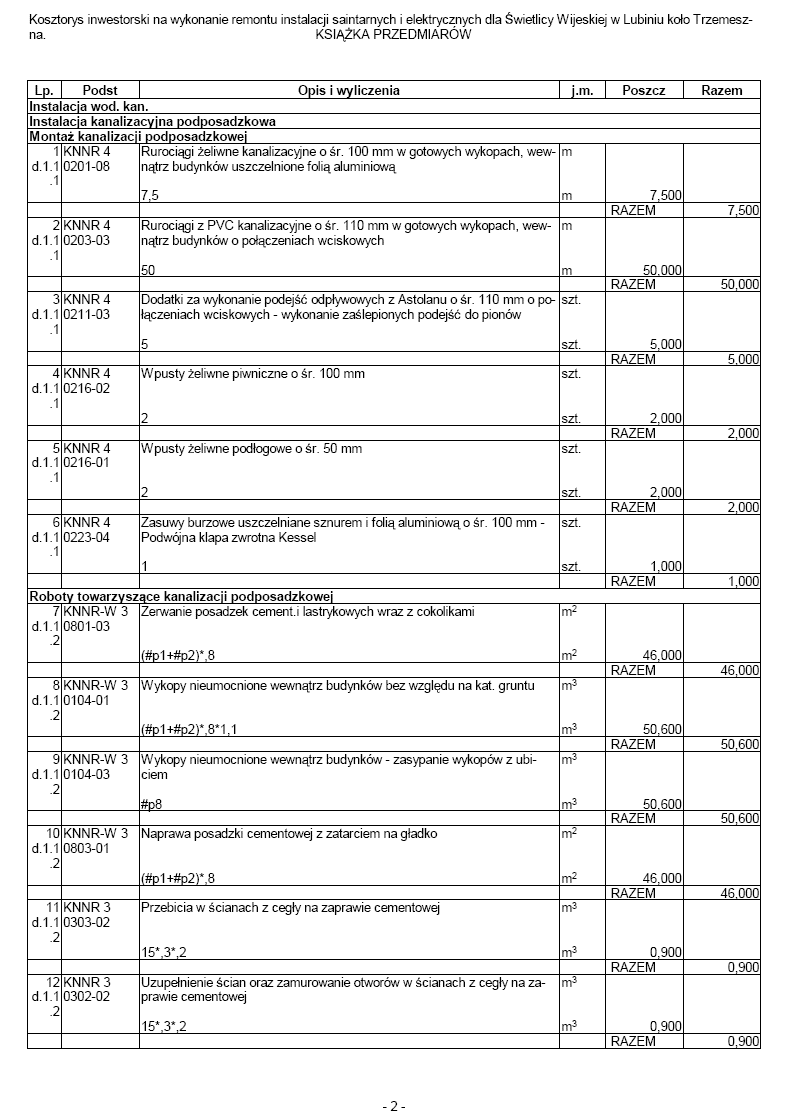 Kosztorys inwestorski na wykonanie remontu instalacji saintarnych i elektrycznych dla Świetlicy Wijeskiej w Lubiniu koło Trzemesz-
na. KSIĄŻKA PRZEDMIARÓW
Lp. Podst Opis i wyliczenia j.m. Poszcz Razem
Instalacja wod. kan.
Instalacja kanalizacyjna podposadzkowa
Montaż kanalizacji podposadzkowej
1 KNNR 4 Rurociągi żeliwne kanalizacyjne o śr. 100 mm w gotowych wykopach, wew- m
d.1.1 0201-08 nątrz budynków uszczelnione folią aluminiową
.1
7,5 m 7,500
RAZEM 7,500
2 KNNR 4 Rurociągi z PVC kanalizacyjne o śr. 110 mm w gotowych wykopach, wew- m
d.1.1 0203-03 nątrz budynków o połączeniach wciskowych
.1
50 m 50,000
RAZEM 50,000
3 KNNR 4 Dodatki za wykonanie podejść odpływowych z Astolanu o śr. 110 mm o po- szt.
d.1.1 0211-03 łączeniach wciskowych - wykonanie zaślepionych podejść do pionów
.1
5 szt. 5,000
RAZEM 5,000
4 KNNR 4 Wpusty żeliwne piwniczne o śr. 100 mm szt.
d.1.1 0216-02
.1
2 szt. 2,000
RAZEM 2,000
5 KNNR 4 Wpusty żeliwne podłogowe o śr. 50 mm szt.
d.1.1 0216-01
.1
2 szt. 2,000
RAZEM 2,000
6 KNNR 4 Zasuwy burzowe uszczelniane sznurem i folią aluminiową o śr. 100 mm - szt.
d.1.1 0223-04 Podwójna klapa zwrotna Kessel
.1
1 szt. 1,000
RAZEM 1,000
Roboty towarzyszące kanalizacji podposadzkowej
7 KNNR-W 3 Zerwanie posadzek cement.i lastrykowych wraz z cokolikami m²
d.1.1 0801-03
.2
(#p1+#p2)*,8 m² 46,000
RAZEM 46,000
8 KNNR-W 3 Wykopy nieumocnione wewnątrz budynków bez względu na kat. gruntu m³
d.1.1 0104-01
.2
(#p1+#p2)*,8*1,1 m³ 50,600
RAZEM 50,600
9 KNNR-W 3 Wykopy nieumocnione wewnątrz budynków - zasypanie wykopów z ubi- m³
d.1.1 0104-03 ciem
.2
#p8 m³ 50,600
RAZEM 50,600
10 KNNR-W 3 Naprawa posadzki cementowej z zatarciem na gładko m²
d.1.1 0803-01
.2
(#p1+#p2)*,8 m² 46,000
RAZEM 46,000
11 KNNR 3 Przebicia w ścianach z cegły na zaprawie cementowej m³
d.1.1 0303-02
.2
15*,3*,2 m³ 0,900
RAZEM 0,900
12 KNNR 3 Uzupełnienie ścian oraz zamurowanie otworów w ścianach z cegły na za- m³
d.1.1 0302-02 prawie cementowej
.2
15*,3*,2 m³ 0,900
RAZEM 0,900
- 2 -